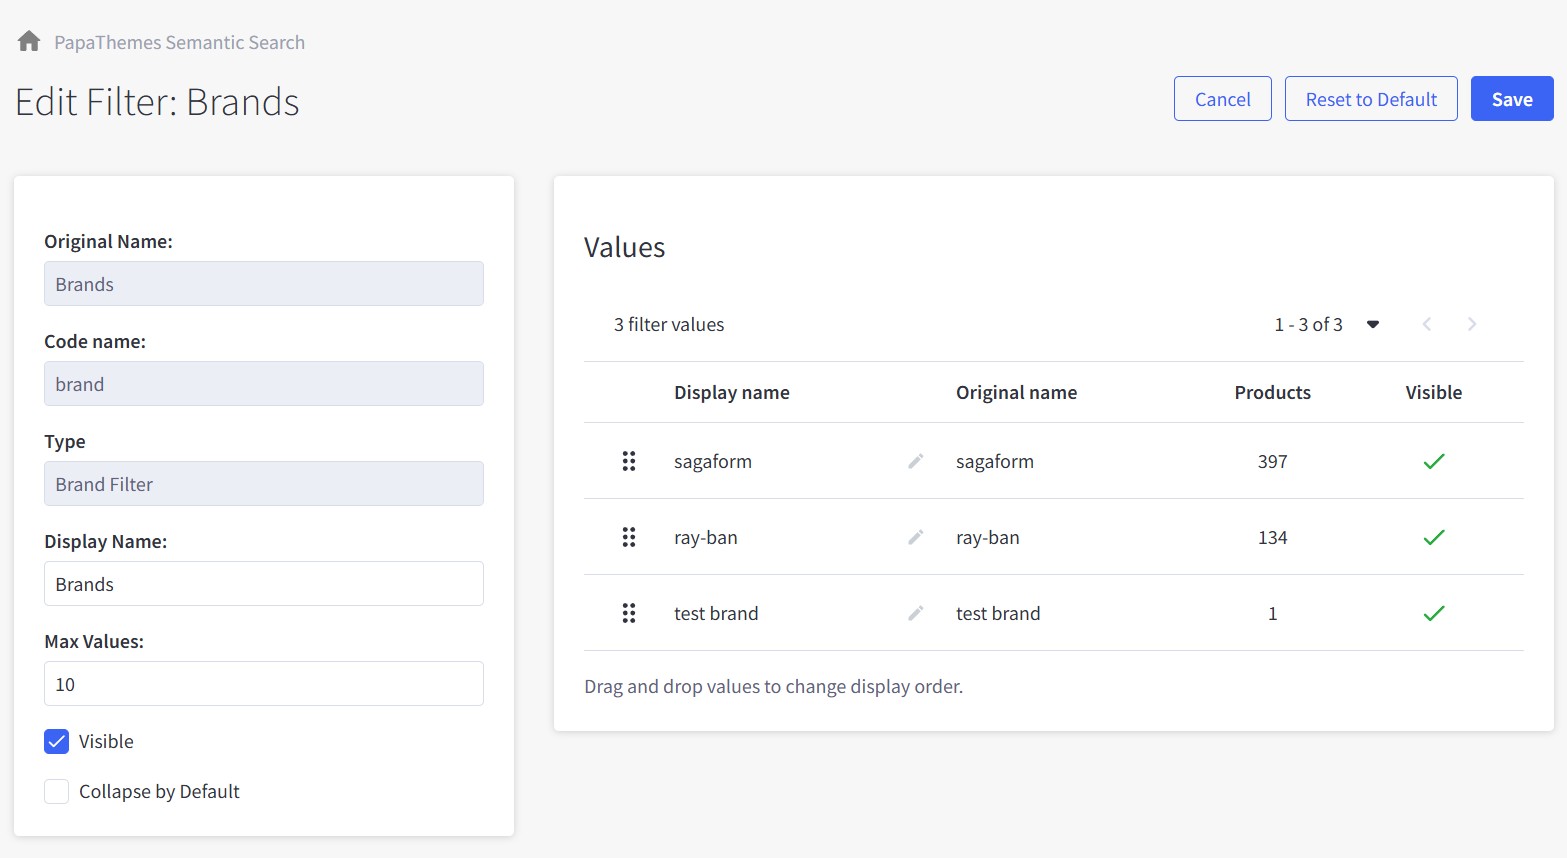 PapaThemes Semantic Search
Edit Filter: Brands
Cancel
Reset to Default
Save
Original Name:
Brands
Code name:
brand
Type
Brand Filter
Display Name:
Brands
Max Values:
10
Visible
Collapse by Default
Values
3 filter values
1 - 3 of 3
Display name Original name Products Visible
sagaform sagaform 397
ray-ban ray-ban 134
test brand test brand 1
Drag and drop values to change display order.